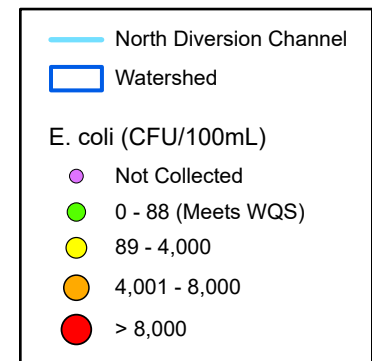 North Diversion Channel
Watershed
E. coli (CFU/100mL)
Not Collected
0 - 88 (Meets WQS)
89 - 4,000
4,001 - 8,000
> 8,000